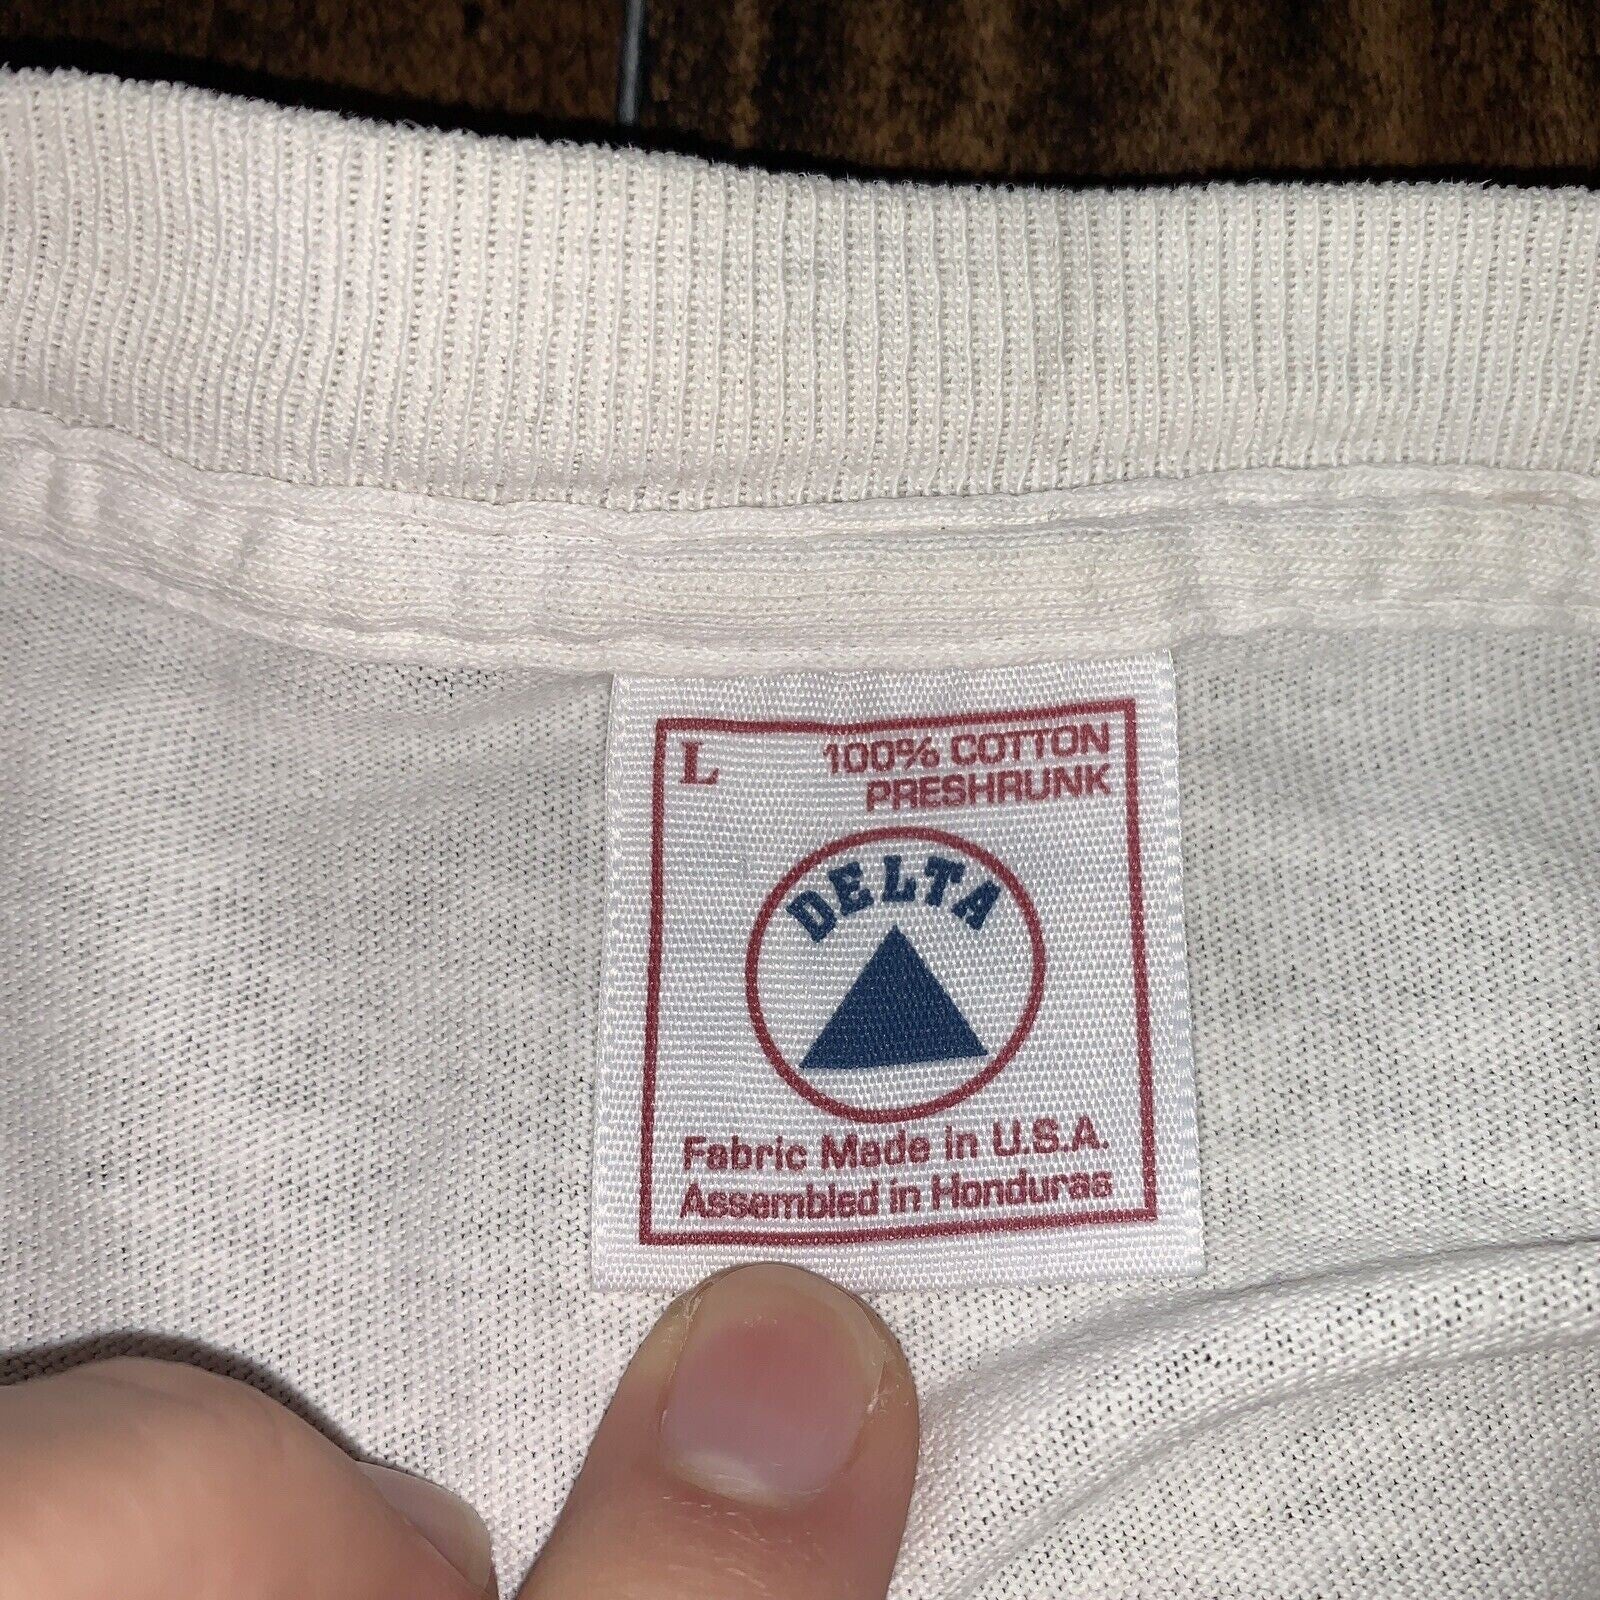 L
100% COTTON
PRESHRUNK
DELTA
Fabric Made in U.S.A.
Assembled in Honduras